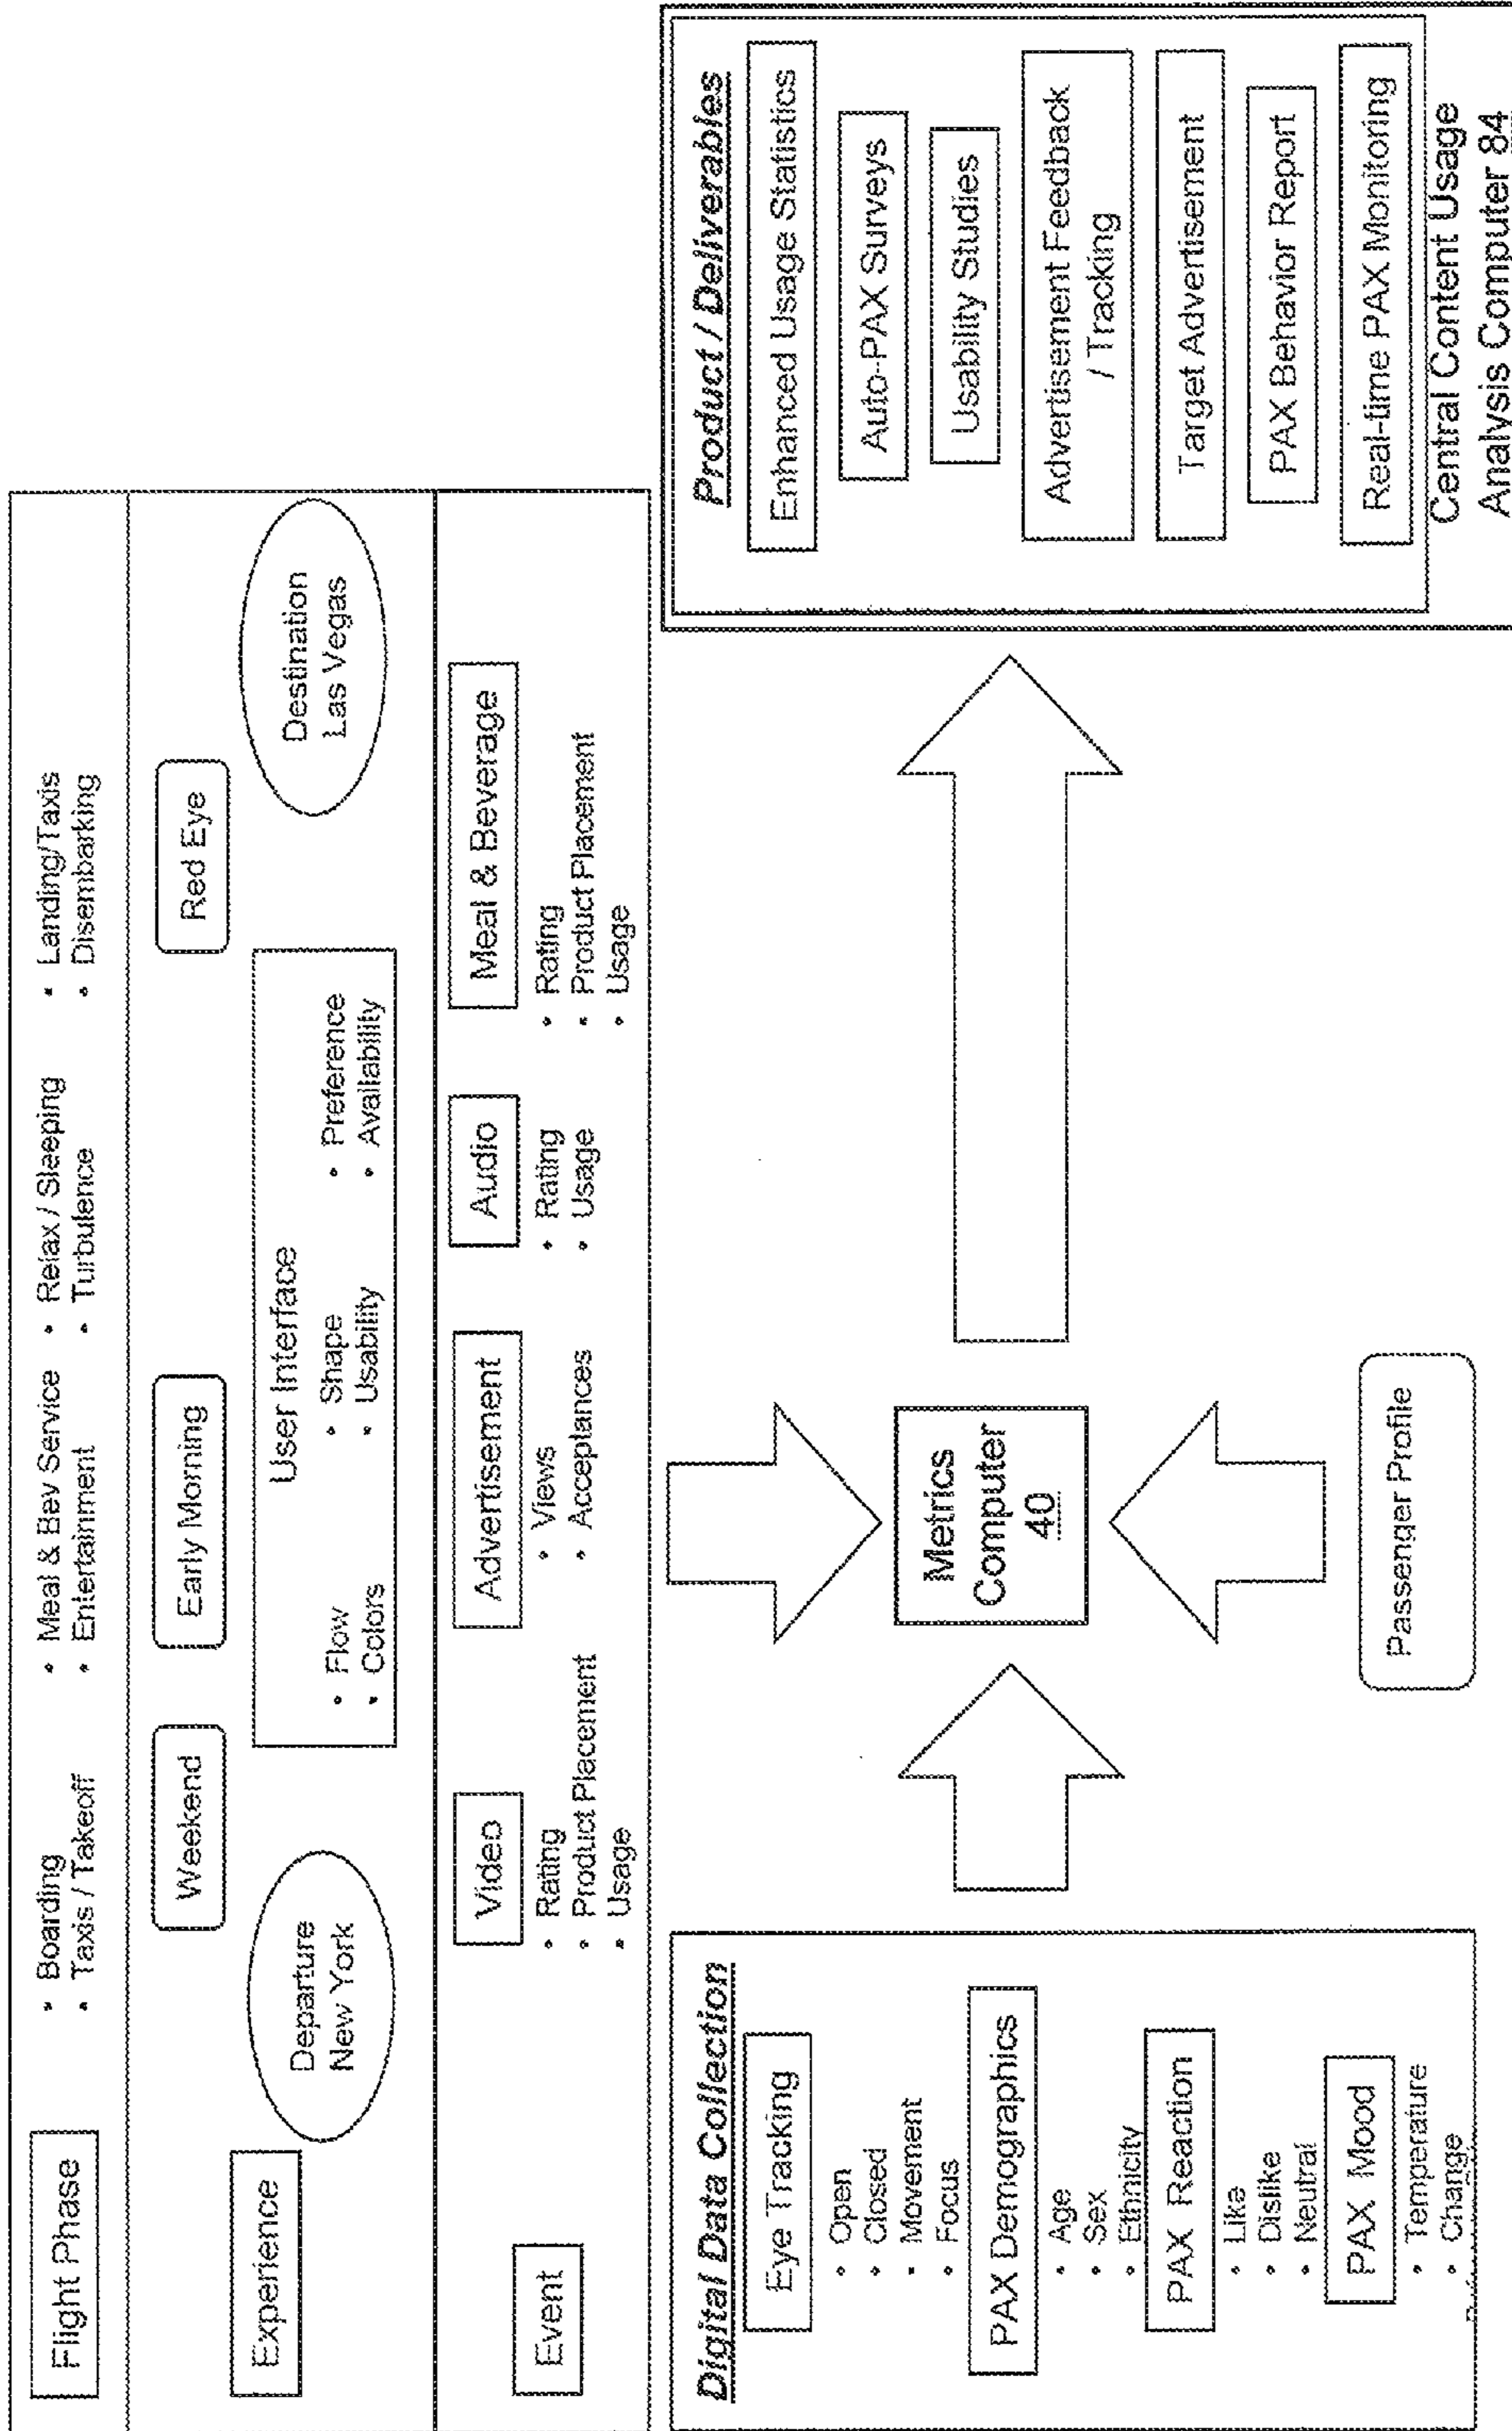 Flight Phase
• Boarding
• Taxis / Takeoff
• Meal & Bev Service
• Entertainment
• Relax / Sleeping
• Turbulence
• Landing/Taxis
• Disembarking
Experience
Weekend
Early Morning
Red Eye
Departure
New York
User Interface
• Flow
• Colors
• Shape
• Usability
• Preference
• Availability
Destination
Las Vegas
Event
Video
• Rating
• Product Placement
• Usage
Advertisement
• Views
• Acceptances
Audio
• Rating
• Usage
Meal & Beverage
• Rating
• Product Placement
• Usage
Digital Data Collection
Eye Tracking
• Open
• Closed
• Movement
• Focus
PAX Demographics
• Age
• Sex
• Ethnicity
PAX Reaction
• Like
• Dislike
• Neutral
PAX Mood
• Temperature
• Change
Metrics
Computer
40
Passenger Profile
Product / Deliverables
Enhanced Usage Statistics
Auto-PAX Surveys
Usability Studies
Advertisement Feedback
/ Tracking
Target Advertisement
PAX Behavior Report
Real-time PAX Monitoring
Central Content Usage
Analysis Computer 84